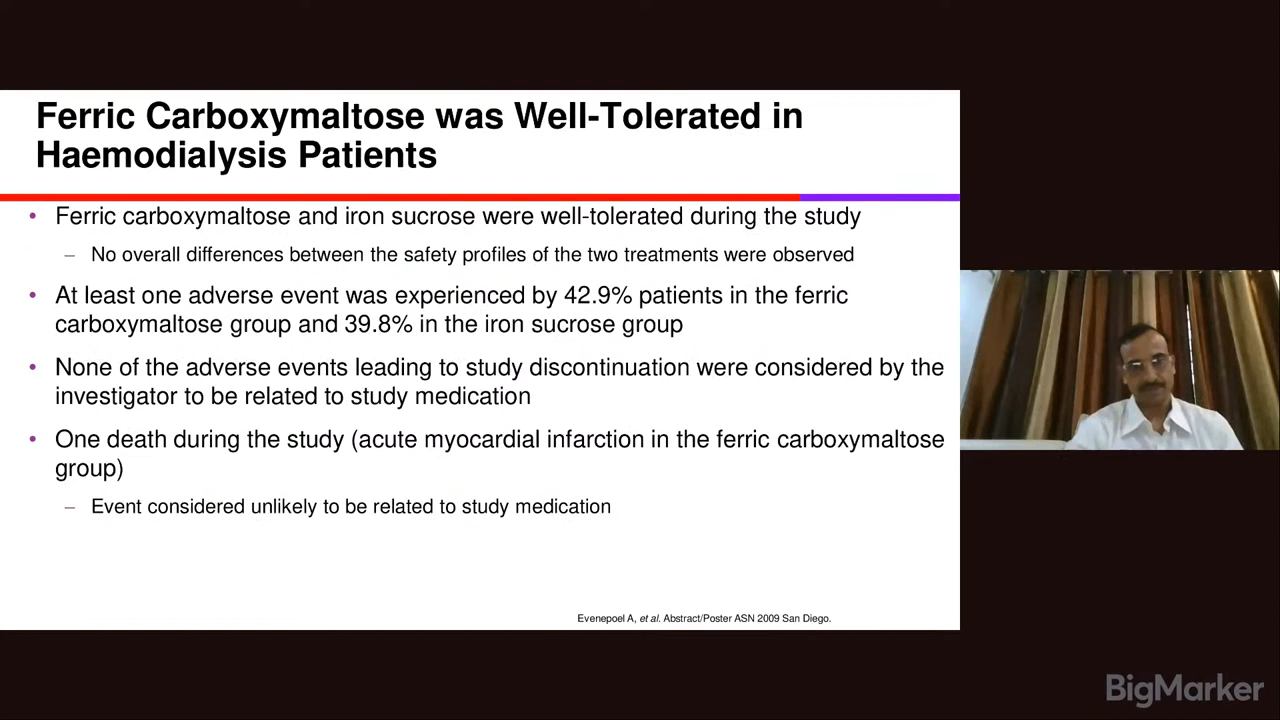 Ferric Carboxymaltose was Well-Tolerated in
Haemodialysis Patients
• Ferric carboxymaltose and iron sucrose were well-tolerated during the study
– No overall differences between the safety profiles of the two treatments were observed
• At least one adverse event was experienced by 42.9% patients in the ferric
carboxymaltose group and 39.8% in the iron sucrose group
• None of the adverse events leading to study discontinuation were considered by the
investigator to be related to study medication
• One death during the study (acute myocardial infarction in the ferric carboxymaltose
group)
– Event considered unlikely to be related to study medication
Evenepoel A, et al. Abstract/Poster ASN 2009 San Diego.
BigMarker